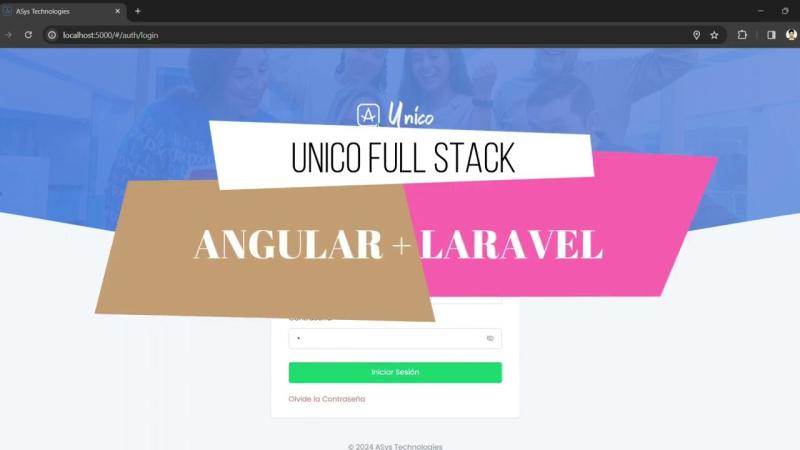 ASys Technologies
localhost:5000/#/auth/login
Unico
UNICO FULL STACK
ANGULAR + LARAVEL
•
Iniciar Sesión
Olvide la Contraseña
© 2024 ASys Technologies